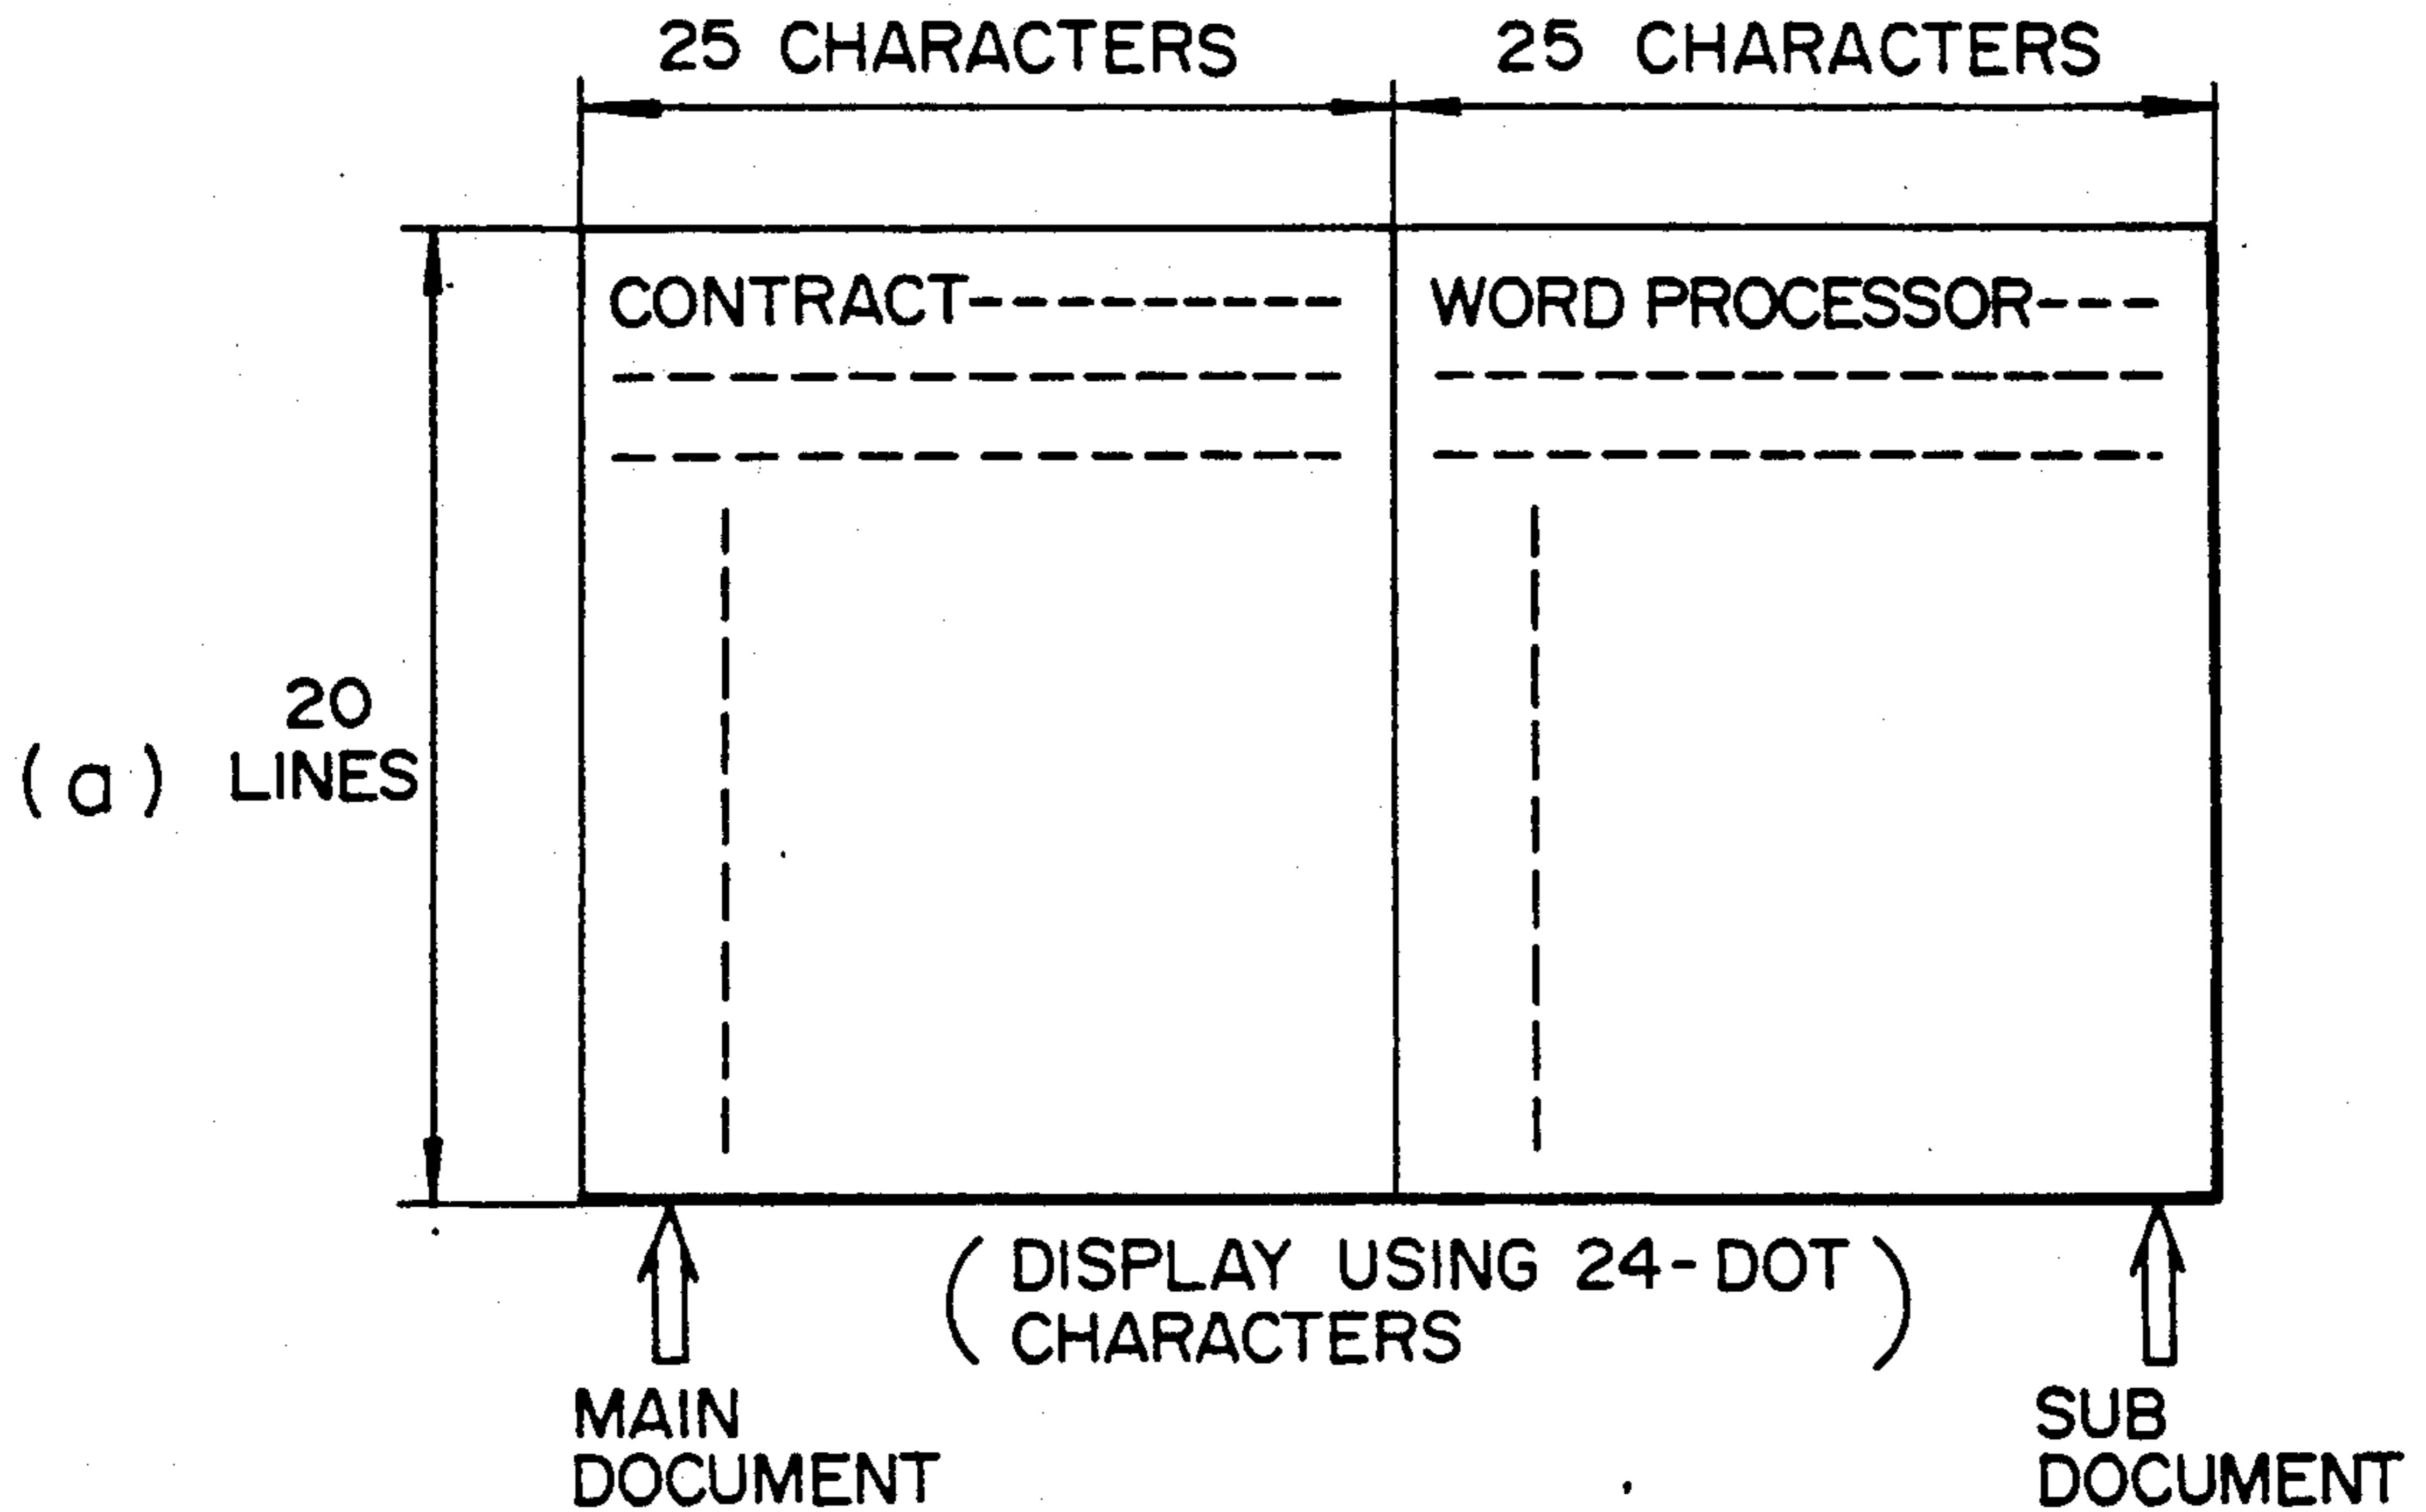 25 CHARACTERS 25 CHARACTERS
CONTRACT---------- WORD PROCESSOR---
20
(a) LINES
(DISPLAY USING 24-DOT
CHARACTERS)
MAIN SUB
DOCUMENT DOCUMENT